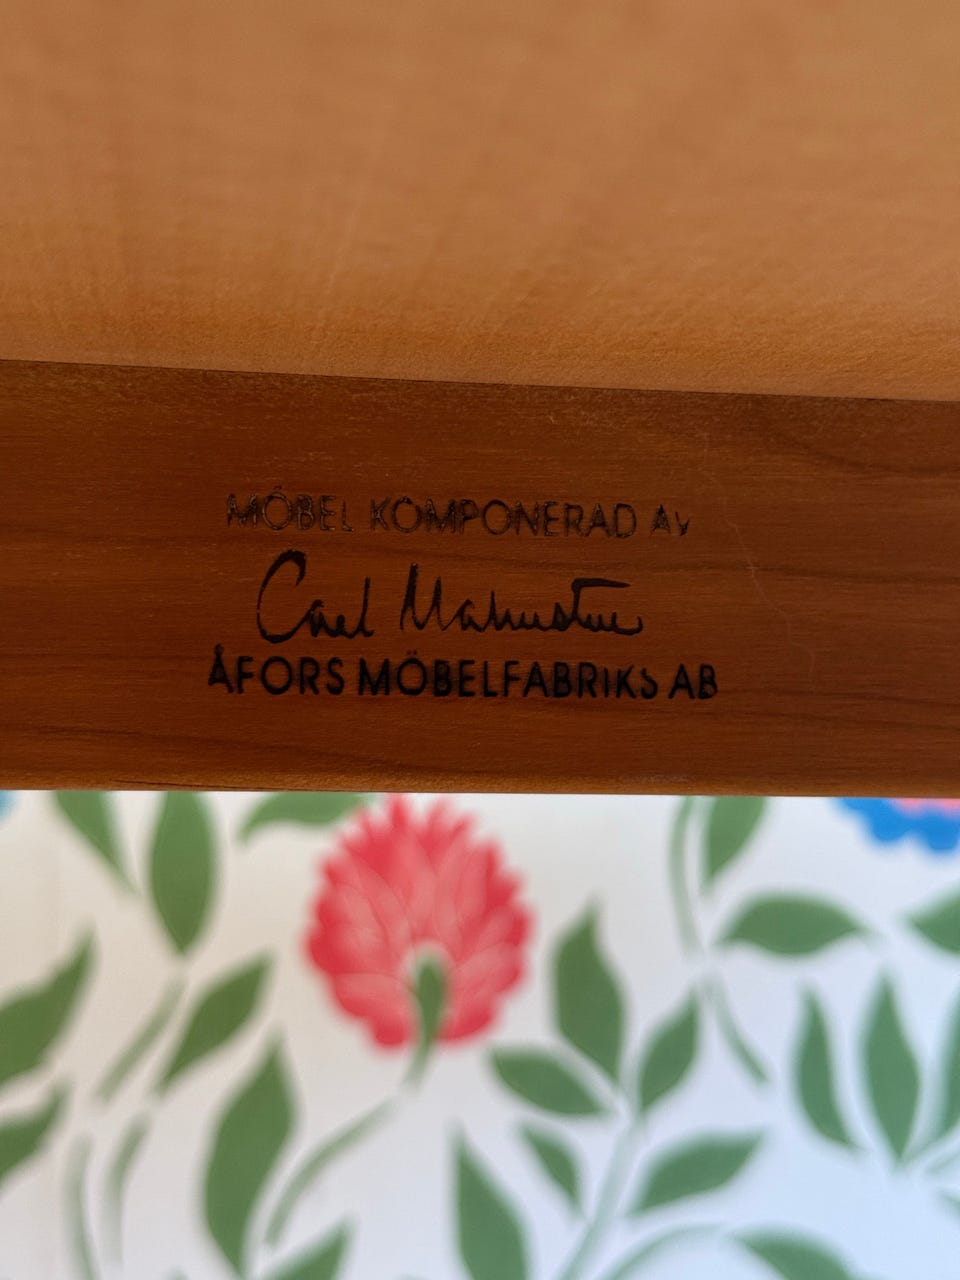 MÖBEL KOMPONERAD AV
Carl Malmsten
ÅFORS MÖBELFABRIKS AB